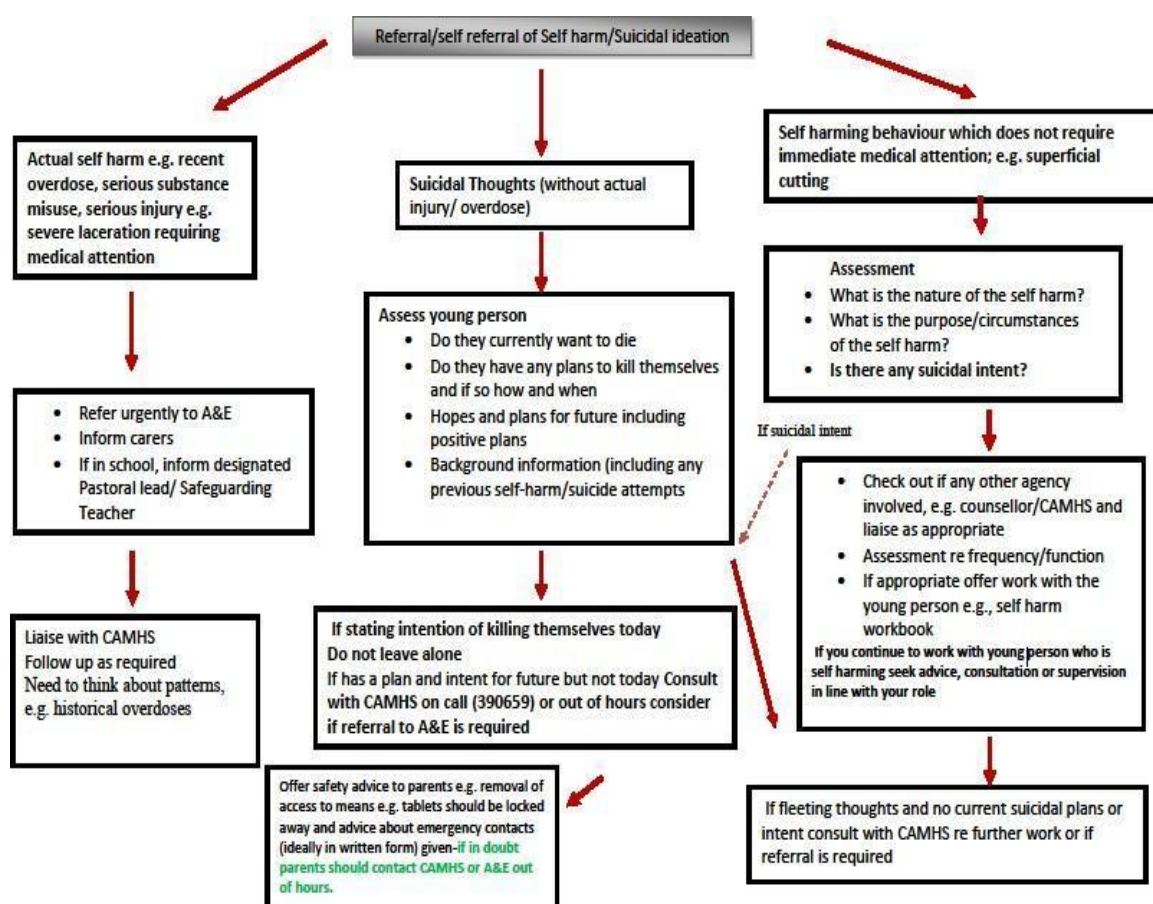 Referral/self referral of Self harm/Suicidal ideation
Actual self harm e.g. recent
overdose, serious substance
misuse, serious injury e.g.
severe laceration requiring
medical attention
• Refer urgently to A&E
• Inform carers
• If in school, inform designated
Pastoral lead/ Safeguarding
Teacher
Liaise with CAMHS
Follow up as required
Need to think about patterns,
e.g. historical overdoses
Suicidal Thoughts (without actual
injury/ overdose)
Assess young person
• Do they currently want to die
• Do they have any plans to kill themselves
and if so how and when
• Hopes and plans for future including
positive plans
• Background information (including any
previous self-harm/suicide attempts
If stating intention of killing themselves today
Do not leave alone
If has a plan and intent for future but not today Consult
with CAMHS on call (390659) or out of hours consider
if referral to A&E is required
Offer safety advice to parents e.g. removal of
access to means e.g. tablets should be locked
away and advice about emergency contacts
(ideally in written form) given-if in doubt
parents should contact CAMHS or A&E out
of hours.
Self harming behaviour which does not require
immediate medical attention; e.g. superficial
cutting
Assessment
• What is the nature of the self harm?
• What is the purpose/circumstances
of the self harm?
• Is there any suicidal intent?
If suicidal intent
• Check out if any other agency
involved, e.g. counsellor/CAMHS and
liaise as appropriate
• Assessment re frequency/function
• If appropriate offer work with the
young person e.g., self harm
workbook
If you continue to work with young person who is
self harming seek advice, consultation or supervision
in line with your role
If fleeting thoughts and no current suicidal plans or
intent consult with CAMHS re further work or if
referral is required